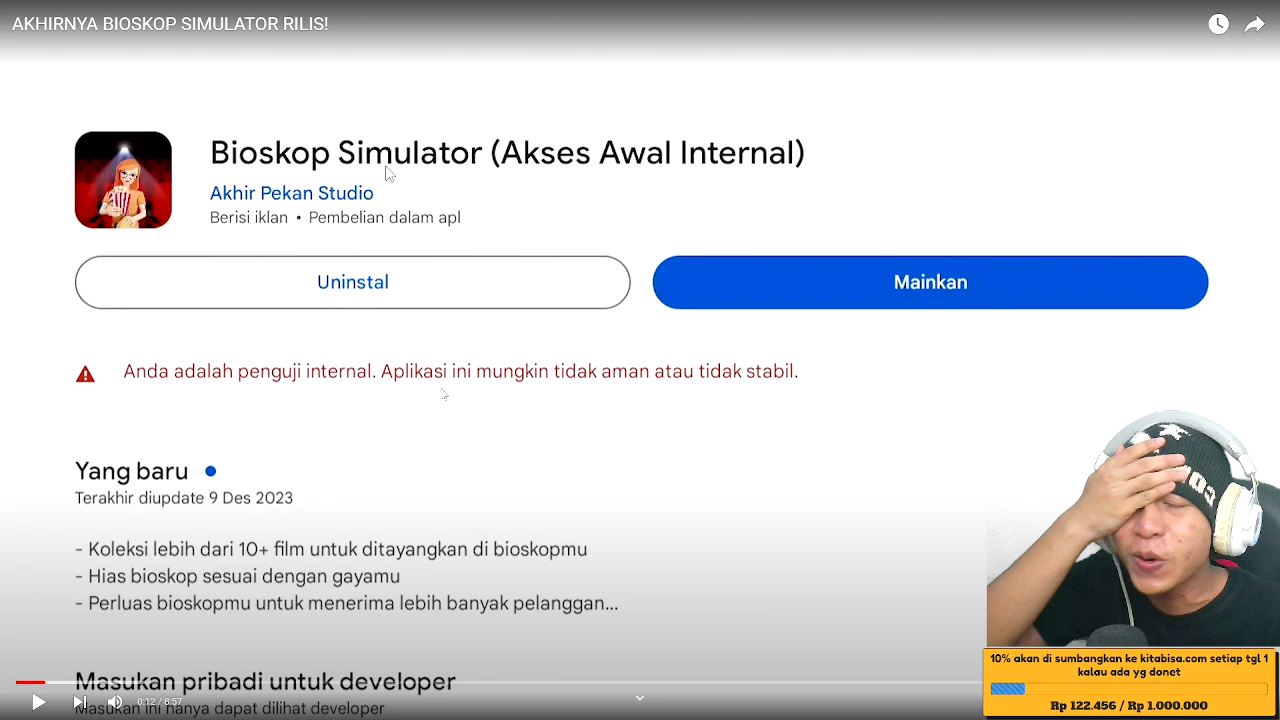 AKHIRNYA BIOSKOP SIMULATOR RILIS!
Bioskop Simulator (Akses Awal Internal)
Akhir Pekan Studio
Berisi iklan • Pembelian dalam apl
Uninstal
Mainkan
Anda adalah penguji internal. Aplikasi ini mungkin tidak aman atau tidak stabil.
Yang baru
Terakhir diupdate 9 Des 2023
- Koleksi lebih dari 10+ film untuk ditayangkan di bioskopmu
- Hias bioskop sesuai dengan gayamu
- Perluas bioskopmu untuk menerima lebih banyak pelanggan...
Masukan pribadi untuk developer
Masukan ini hanya dapat dilihat developer
0:12 / 8:57
10% akan di sumbangkan ke kitabisa.com setiap tgl 1
kalau ada yg donet
Rp 122.456 / Rp 1.000.000